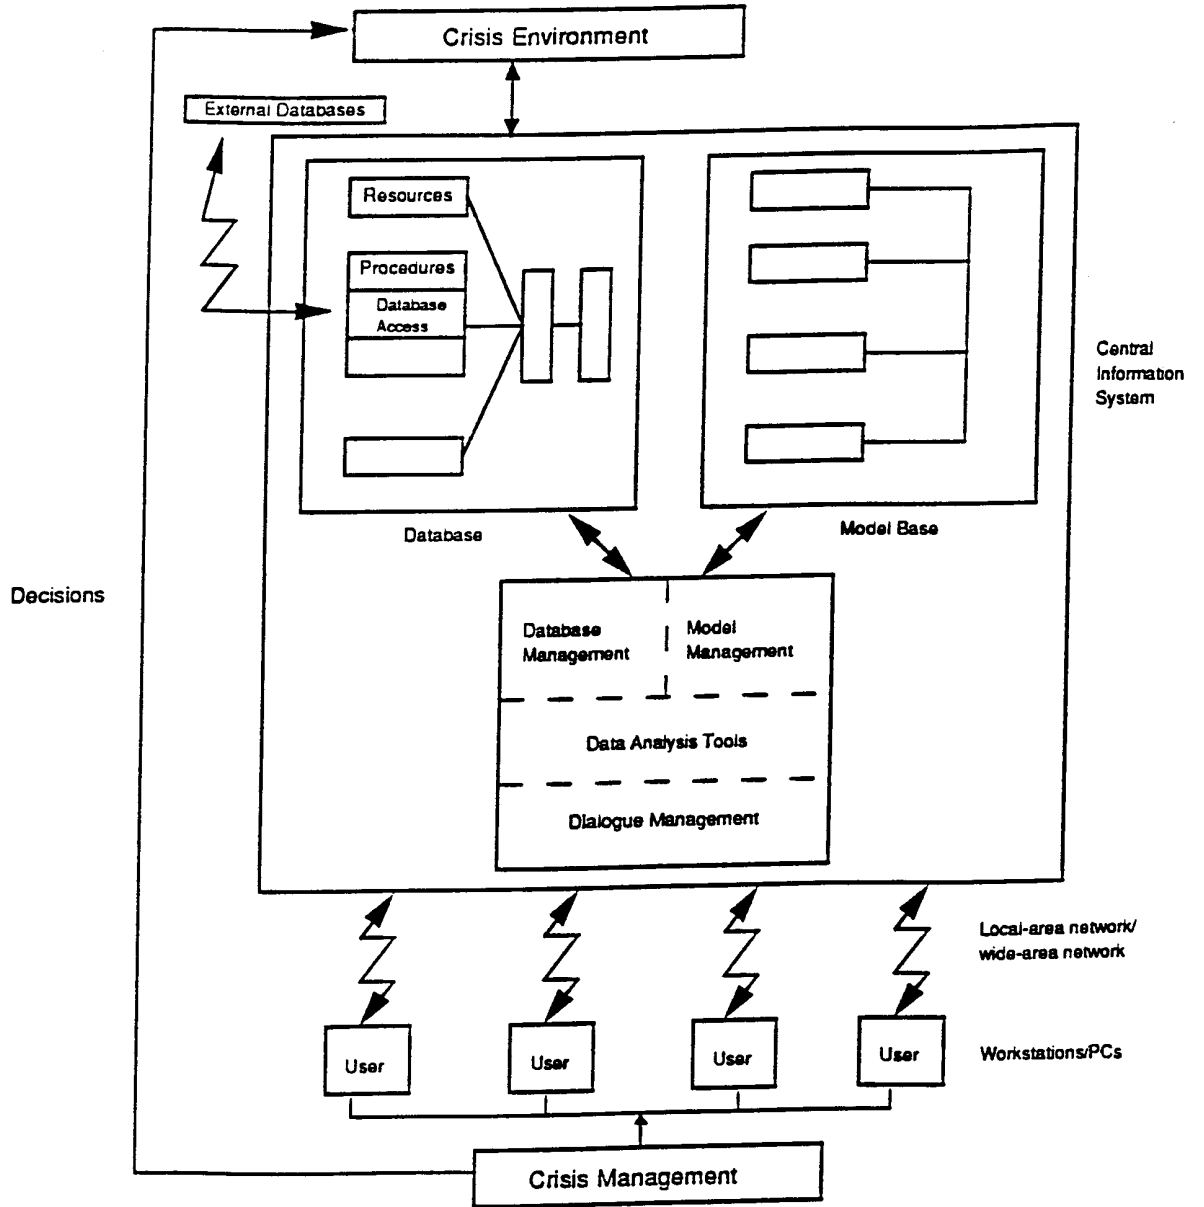 Crisis Environment
External Databases
Resources
Procedures
Database
Access
Central
Information
System
Database
Model Base
Decisions
Database
Management
Model
Management
Data Analysis Tools
Dialogue Management
Local-area network/
wide-area network
User
User
User
User
Workstations/PCs
Crisis Management